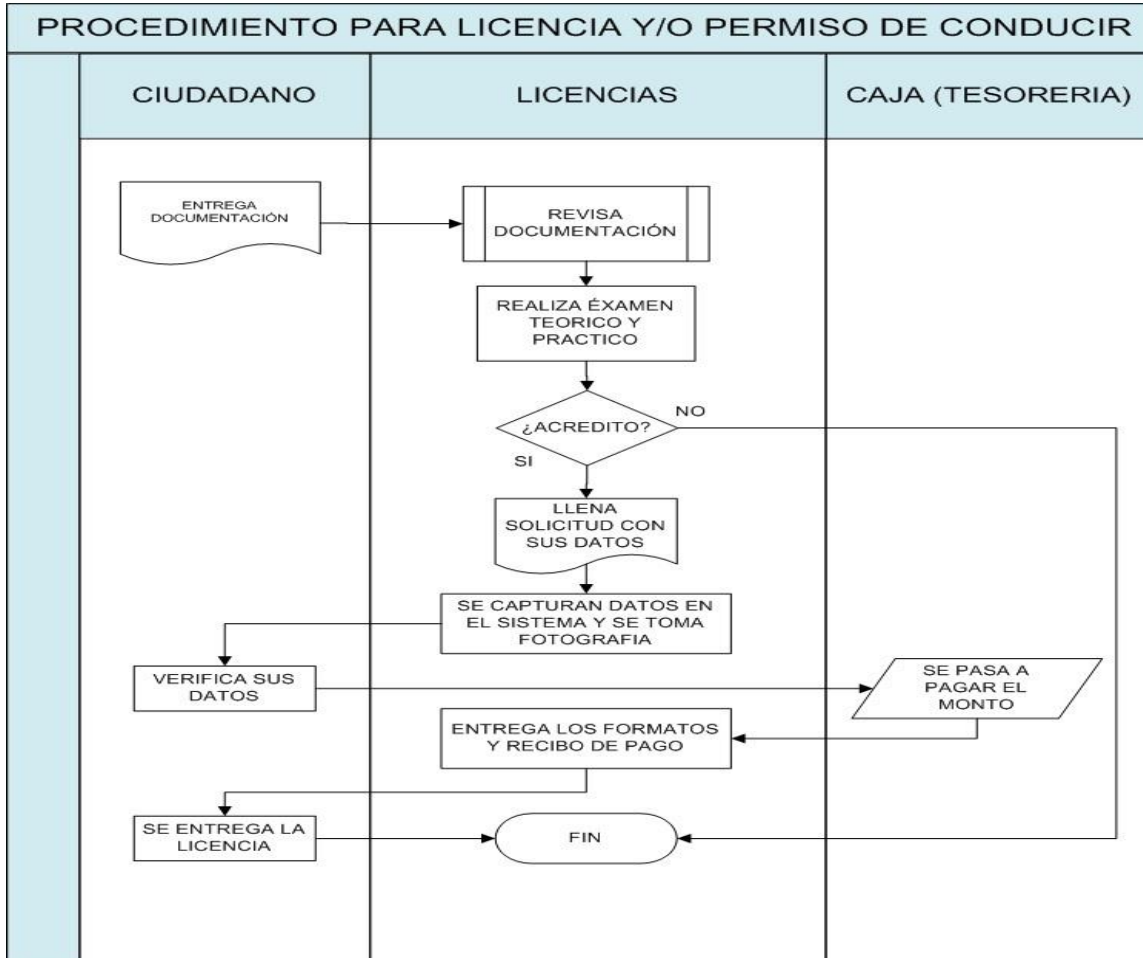 PROCEDIMIENTO PARA LICENCIA Y/O PERMISO DE CONDUCIR
CIUDADANO
LICENCIAS
CAJA (TESORERIA)
ENTREGA
DOCUMENTACIÓN
REVISA
DOCUMENTACIÓN
REALIZA ÉXAMEN
TEORICO Y
PRACTICO
¿ACREDITO?
NO
SI
LLENA
SOLICITUD CON
SUS DATOS
SE CAPTURAN DATOS EN
EL SISTEMA Y SE TOMA
FOTOGRAFIA
VERIFICA SUS
DATOS
SE PASA A
PAGAR EL
MONTO
ENTREGA LOS FORMATOS
Y RECIBO DE PAGO
SE ENTREGA LA
LICENCIA
FIN